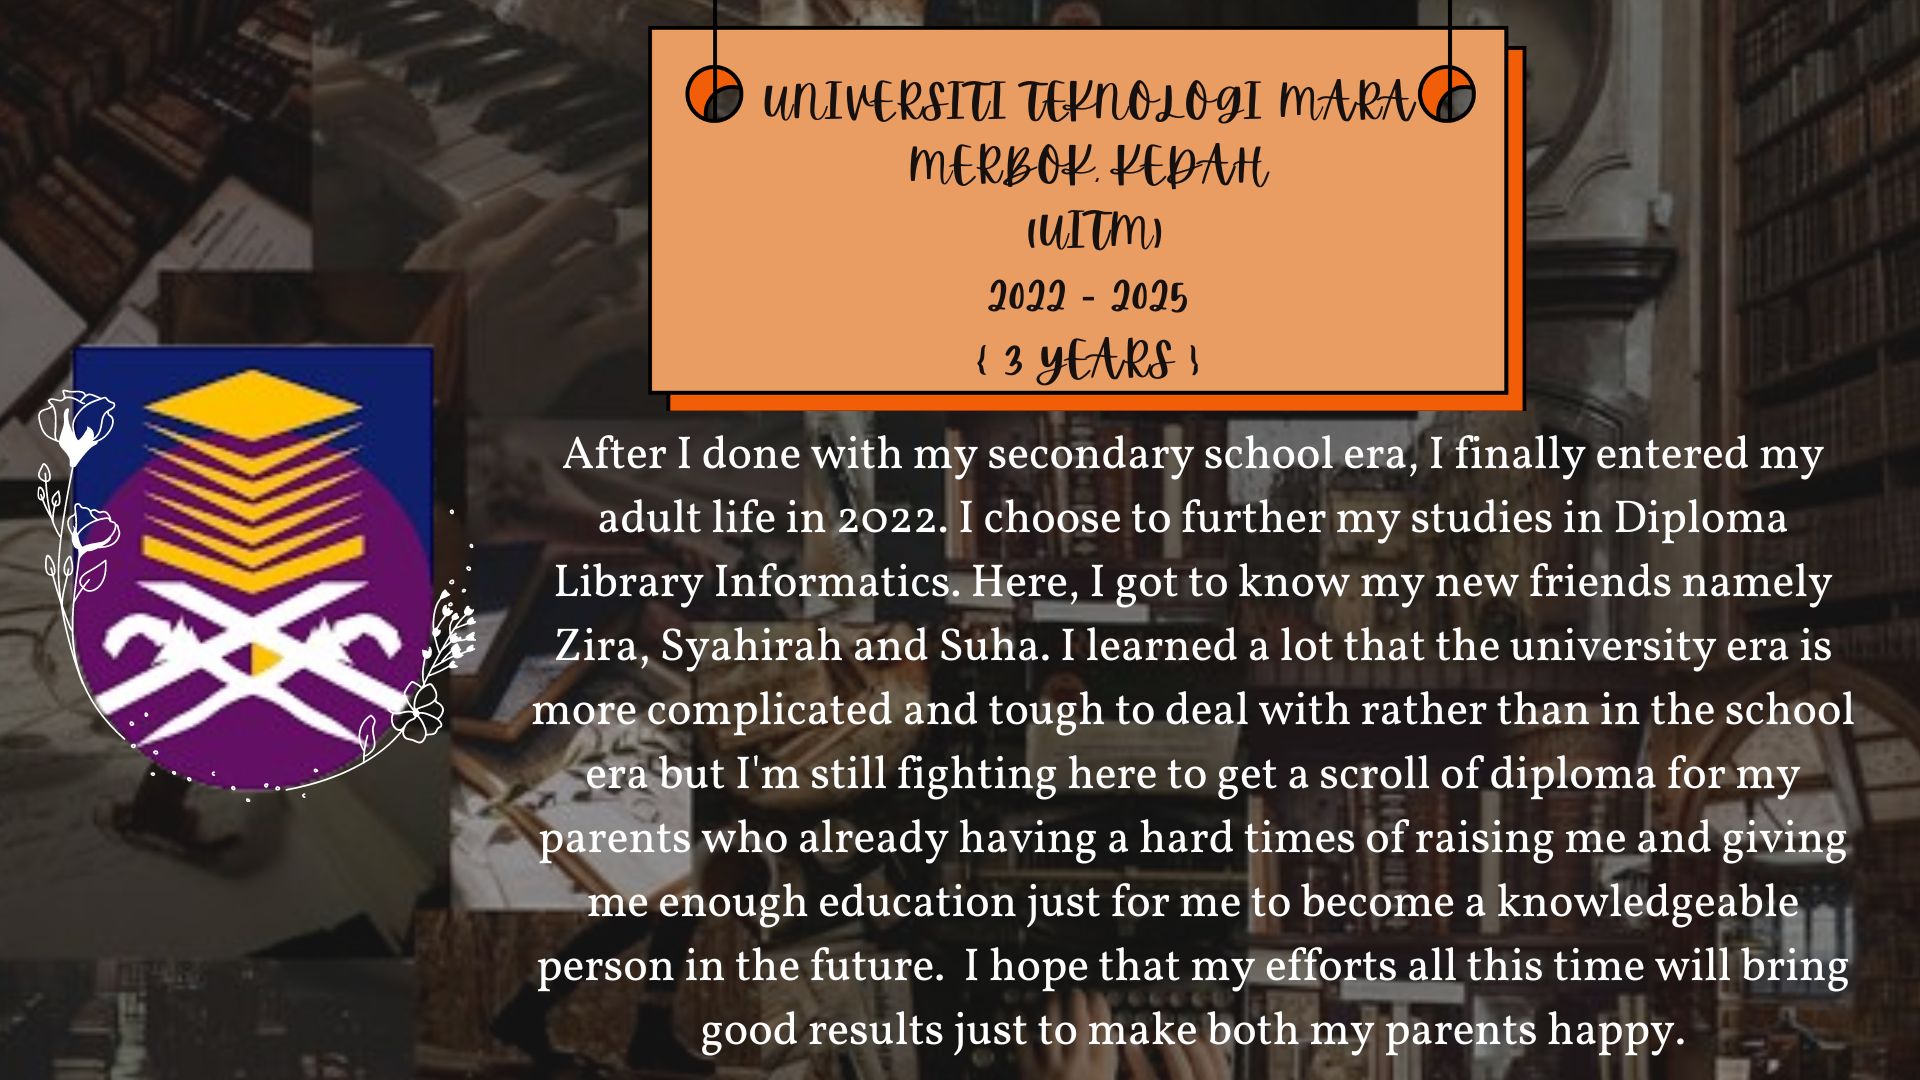 UNIVERSITI TEKNOLOGI MARA
MERBOK, KEDAH
(UITM)
2022 - 2025
{ 3 YEARS }
After I done with my secondary school era, I finally entered my
adult life in 2022. I choose to further my studies in Diploma
Library Informatics. Here, I got to know my new friends namely
Zira, Syahirah and Suha. I learned a lot that the university era is
more complicated and tough to deal with rather than in the school
era but I'm still fighting here to get a scroll of diploma for my
parents who already having a hard times of raising me and giving
me enough education just for me to become a knowledgeable
person in the future.  I hope that my efforts all this time will bring
good results just to make both my parents happy.